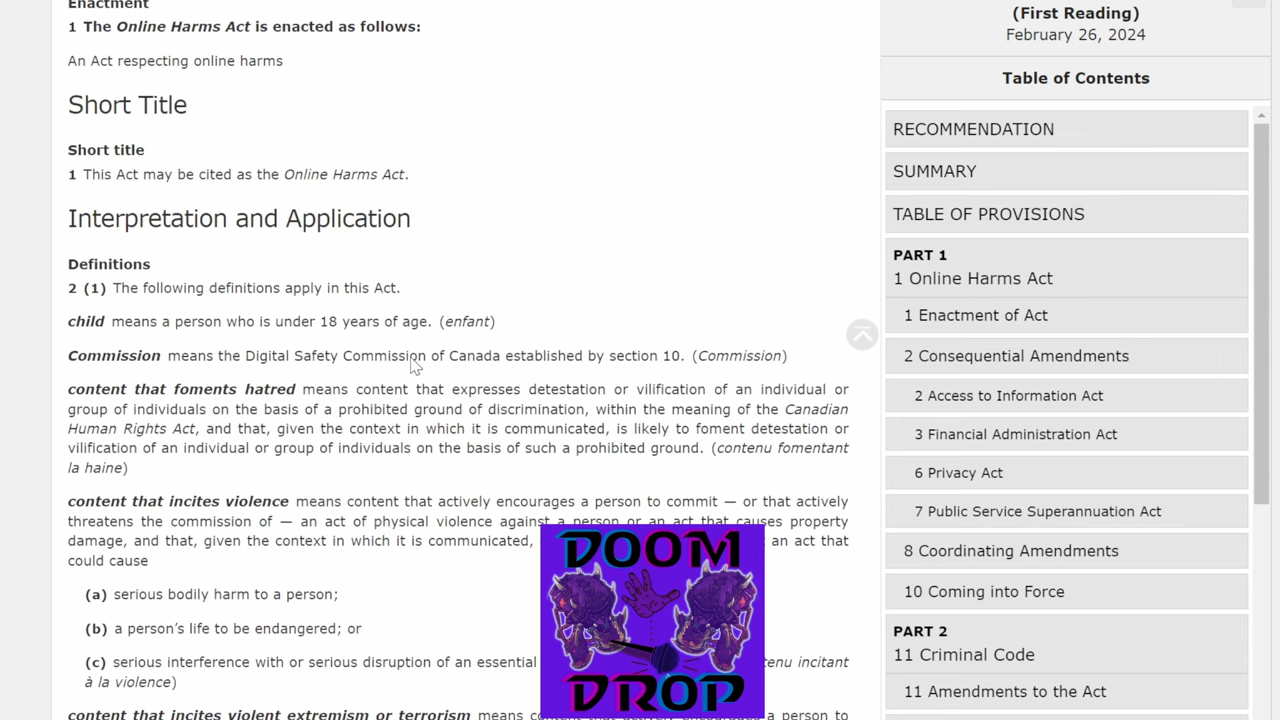 Enactment
1 The Online Harms Act is enacted as follows:
An Act respecting online harms
Short Title
Short title
1 This Act may be cited as the Online Harms Act.
Interpretation and Application
Definitions
2 (1) The following definitions apply in this Act.
child means a person who is under 18 years of age. (enfant)
Commission means the Digital Safety Commission of Canada established by section 10. (Commission)
content that foments hatred means content that expresses detestation or vilification of an individual or
group of individuals on the basis of a prohibited ground of discrimination, within the meaning of the Canadian
Human Rights Act, and that, given the context in which it is communicated, is likely to foment detestation or
vilification of an individual or group of individuals on the basis of such a prohibited ground. (contenu fomentant
la haine)
content that incites violence means content that actively encourages a person to commit — or that actively
threatens the commission of — an act of physical violence against a person or an act that causes property
damage, and that, given the context in which it is communicated, an act that
could cause
(a) serious bodily harm to a person;
(b) a person's life to be endangered; or
(c) serious interference with or serious disruption of an essential incitant
à la violence)
content that incites violent extremism or terrorism means a person to
DOOM
DROP
(First Reading)
February 26, 2024
Table of Contents
RECOMMENDATION
SUMMARY
TABLE OF PROVISIONS
PART 1
1 Online Harms Act
1 Enactment of Act
2 Consequential Amendments
2 Access to Information Act
3 Financial Administration Act
6 Privacy Act
7 Public Service Superannuation Act
8 Coordinating Amendments
10 Coming into Force
PART 2
11 Criminal Code
11 Amendments to the Act